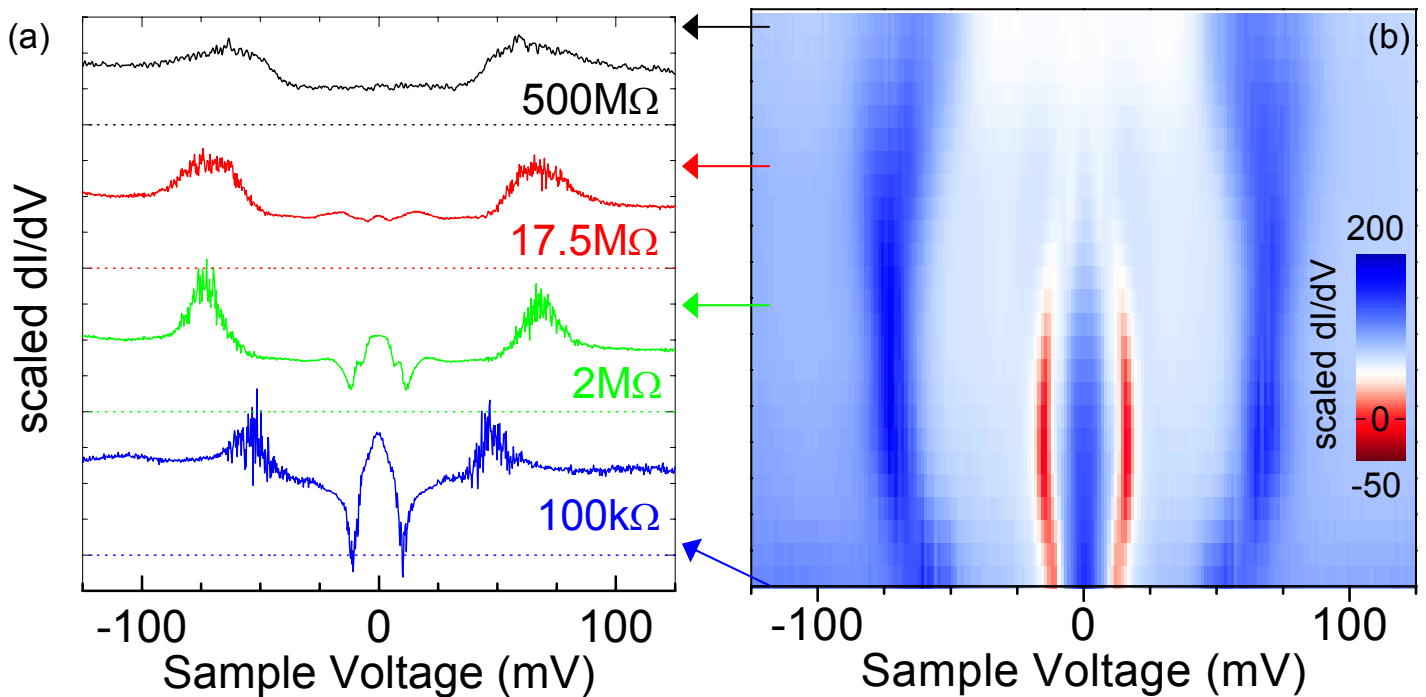 (a)
scaled dI/dV
500MΩ
17.5MΩ
2MΩ
100kΩ
-100 0 100
Sample Voltage (mV)
(b)
200
0
-50
scaled dI/dV
-100 0 100
Sample Voltage (mV)